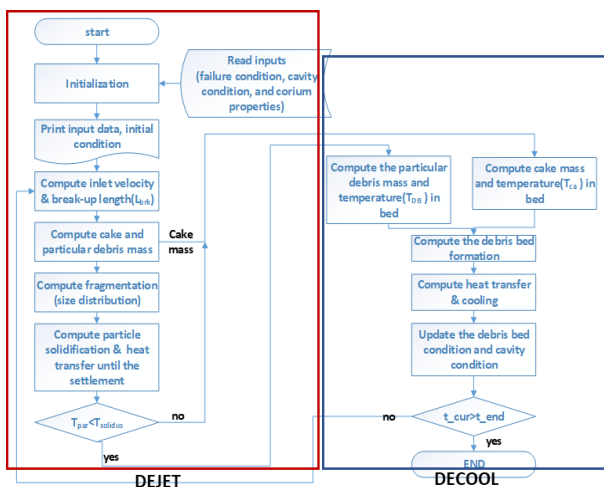 start
Initialization
Read inputs
(failure condition, cavity
condition, and corium
properties)
Print input data, initial
condition
Compute inlet velocity
& break-up length(Lbrk)
Compute cake and
particular debris mass
Cake
mass
Compute fragmentation
(size distribution)
Compute particle
solidification & heat
transfer until the
settlement
Tpar<Tsolidus
no
yes
DEJET
Compute the particular
debris mass and
temperature(TDB) in
bed
Compute cake mass
and temperature(Tca) in
bed
Compute the debris bed
formation
Compute heat transfer
& cooling
Update the debris bed
condition and cavity
condition
t_cur>t_end
no
yes
END
DECOOL